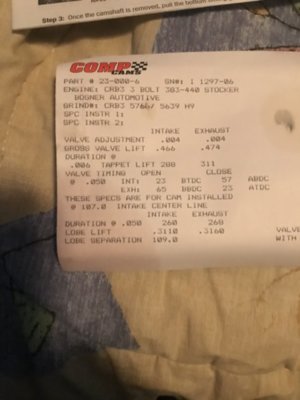 Step 3: Once the camshaft is removed, pull the bottom
COMP
CAMS
PART # 23-000-6 SN#: I 1297-06
ENGINE: CRB3 3 BOLT 383-440 STOCKER
BOGNER AUTOMOTIVE
GRIND#: CRB3 5637 5639 H9
SPC INSTR 1:
SPC INSTR 2:
INTAKE EXHAUST
VALVE ADJUSTMENT .004 .004
GROSS VALVE LIFT .466 .474
DURATION @
.006 TAPPET LIFT 288 311
VALVE TIMING OPEN CLOSE
@ .050 INT: 23 BTDC 57 ABDC
EXH: 65 BBDC 23 ATDC
THESE SPECS ARE FOR CAM INSTALLED
@ 107.0 INTAKE CENTER LINE
INTAKE EXHAUST
DURATION @ .050 260 268
LOBE LIFT .3110 .3160 VALVE
LOBE SEPARATION 109.0 WITH